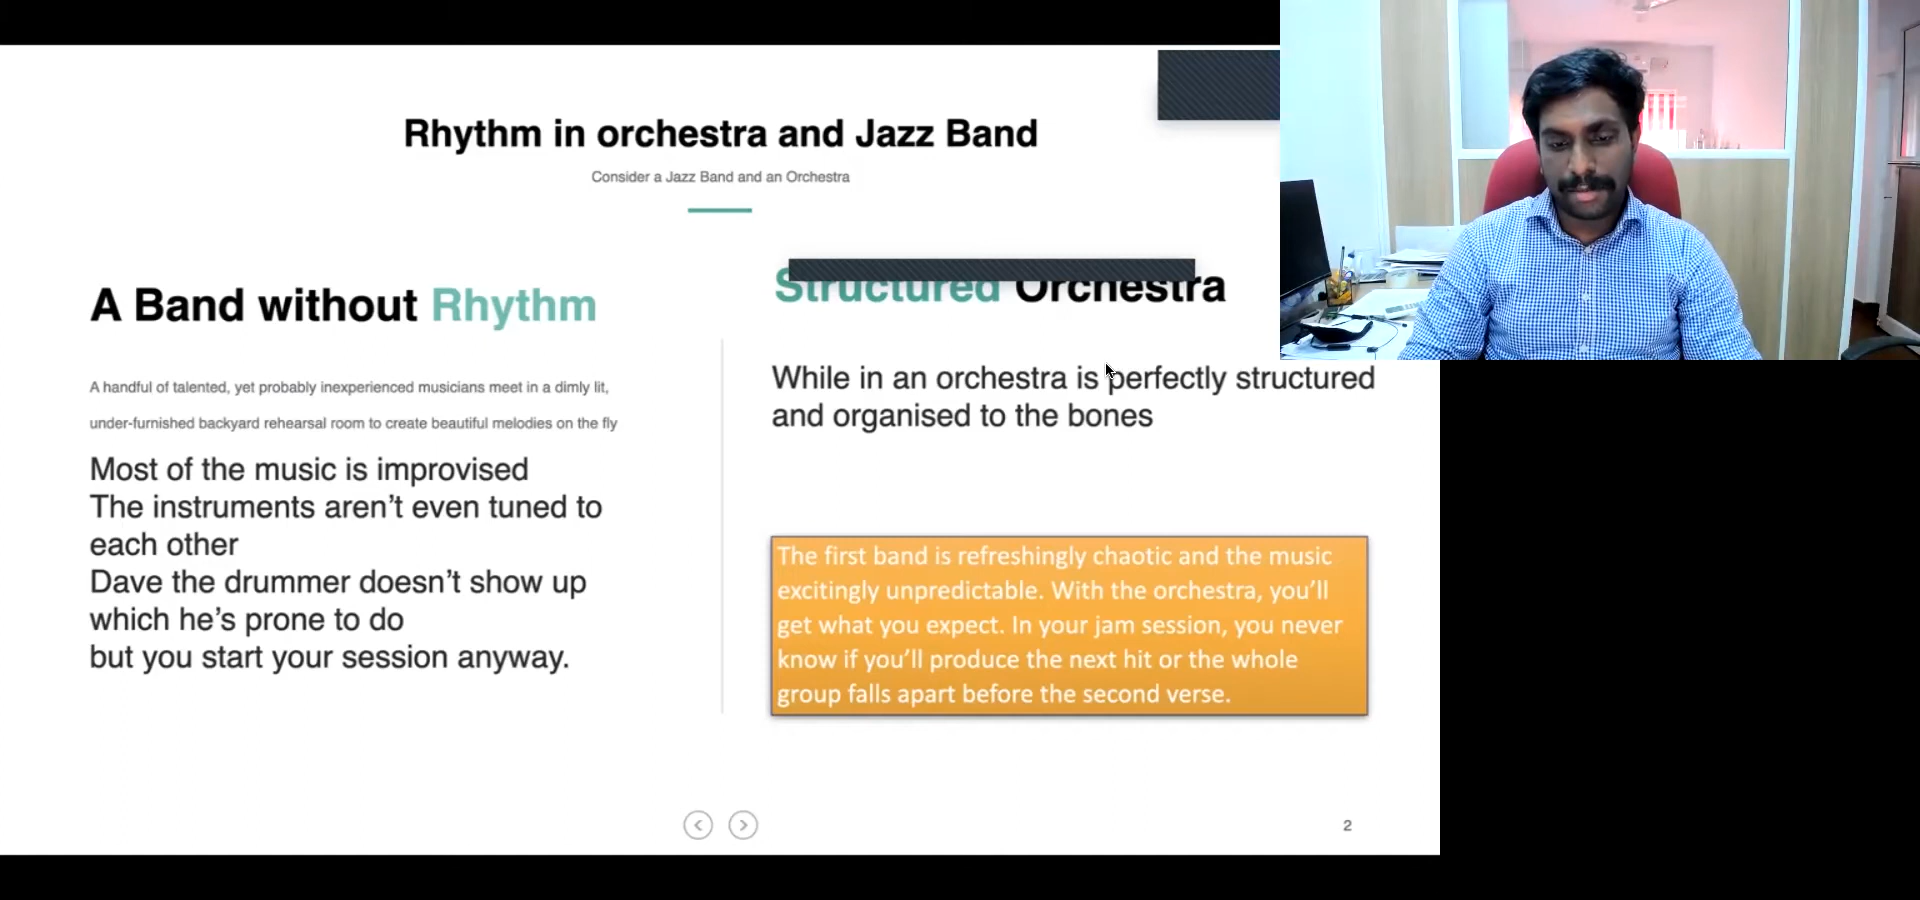 Rhythm in orchestra and Jazz Band
Consider a Jazz Band and an Orchestra
A Band without Rhythm
A handful of talented, yet probably inexperienced musicians meet in a dimly lit,
under-furnished backyard rehearsal room to create beautiful melodies on the fly
Most of the music is improvised
The instruments aren't even tuned to
each other
Dave the drummer doesn't show up
which he's prone to do
but you start your session anyway.
Structured Orchestra
While in an orchestra is perfectly structured
and organised to the bones
The first band is refreshingly chaotic and the music
excitingly unpredictable. With the orchestra, you'll
get what you expect. In your jam session, you never
know if you'll produce the next hit or the whole
group falls apart before the second verse.
2